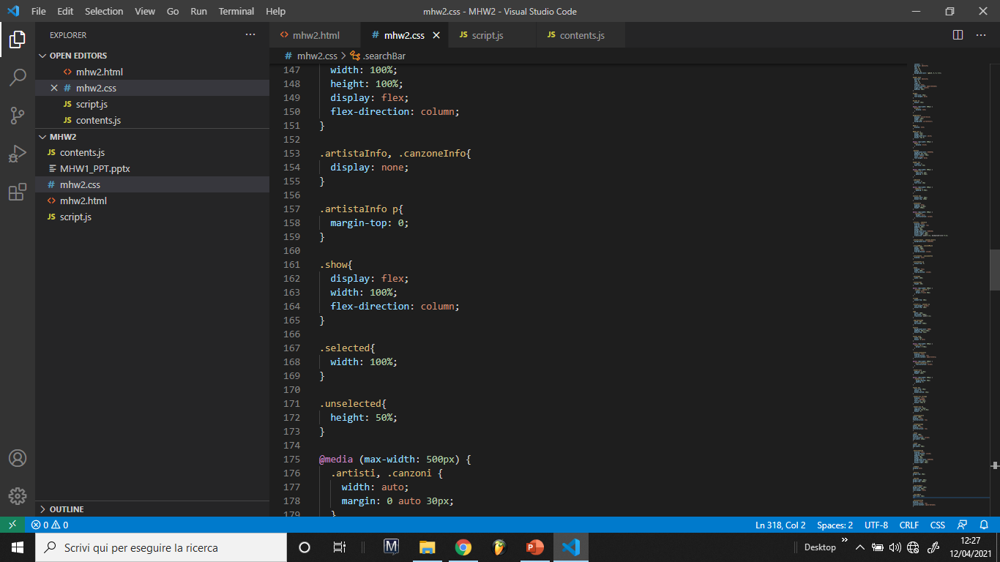 File Edit Selection View Go Run Terminal Help mhw2.css - MHW2 - Visual Studio Code
EXPLORER
OPEN EDITORS
mhw2.html
mhw2.css
JS script.js
JS contents.js
MHW2
JS contents.js
MHW1_PPT.pptx
# mhw2.css
<> mhw2.html
JS script.js
OUTLINE
<> mhw2.html # mhw2.css JS script.js JS contents.js
# mhw2.css > .searchBar
147 width: 100%;
148 height: 100%;
149 display: flex;
150 flex-direction: column;
151 }
152
153 .artistaInfo, .canzoneInfo{
154 display: none;
155 }
156
157 .artistaInfo p{
158 margin-top: 0;
159 }
160
161 .show{
162 display: flex;
163 width: 100%;
164 flex-direction: column;
165 }
166
167 .selected{
168 width: 100%;
169 }
170
171 .unselected{
172 height: 50%;
173 }
174
175 @media (max-width: 500px) {
176 .artisti, .canzoni {
177 width: auto;
178 margin: 0 auto 30px;
179 }
0 0 Ln 318, Col 2 Spaces: 2 UTF-8 CRLF CSS
Scrivi qui per eseguire la ricerca
Desktop
12:27
12/04/2021